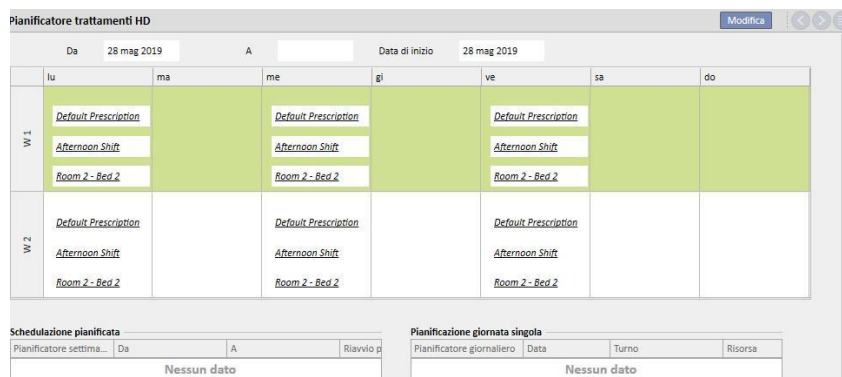 Pianificatore trattamenti HD Modifica
Da 28 mag 2019 A Data di inizio 28 mag 2019
lu ma me gi ve sa do
W 1
Default Prescription Default Prescription Default Prescription
Afternoon Shift Afternoon Shift Afternoon Shift
Room 2 - Bed 2 Room 2 - Bed 2 Room 2 - Bed 2
W 2
Default Prescription Default Prescription Default Prescription
Afternoon Shift Afternoon Shift Afternoon Shift
Room 2 - Bed 2 Room 2 - Bed 2 Room 2 - Bed 2
Schedulazione pianificata Pianificazione giornata singola
Pianificatore settima... Da A Riavvio p Pianificatore giornaliero Data Turno Risorsa
Nessun dato Nessun dato